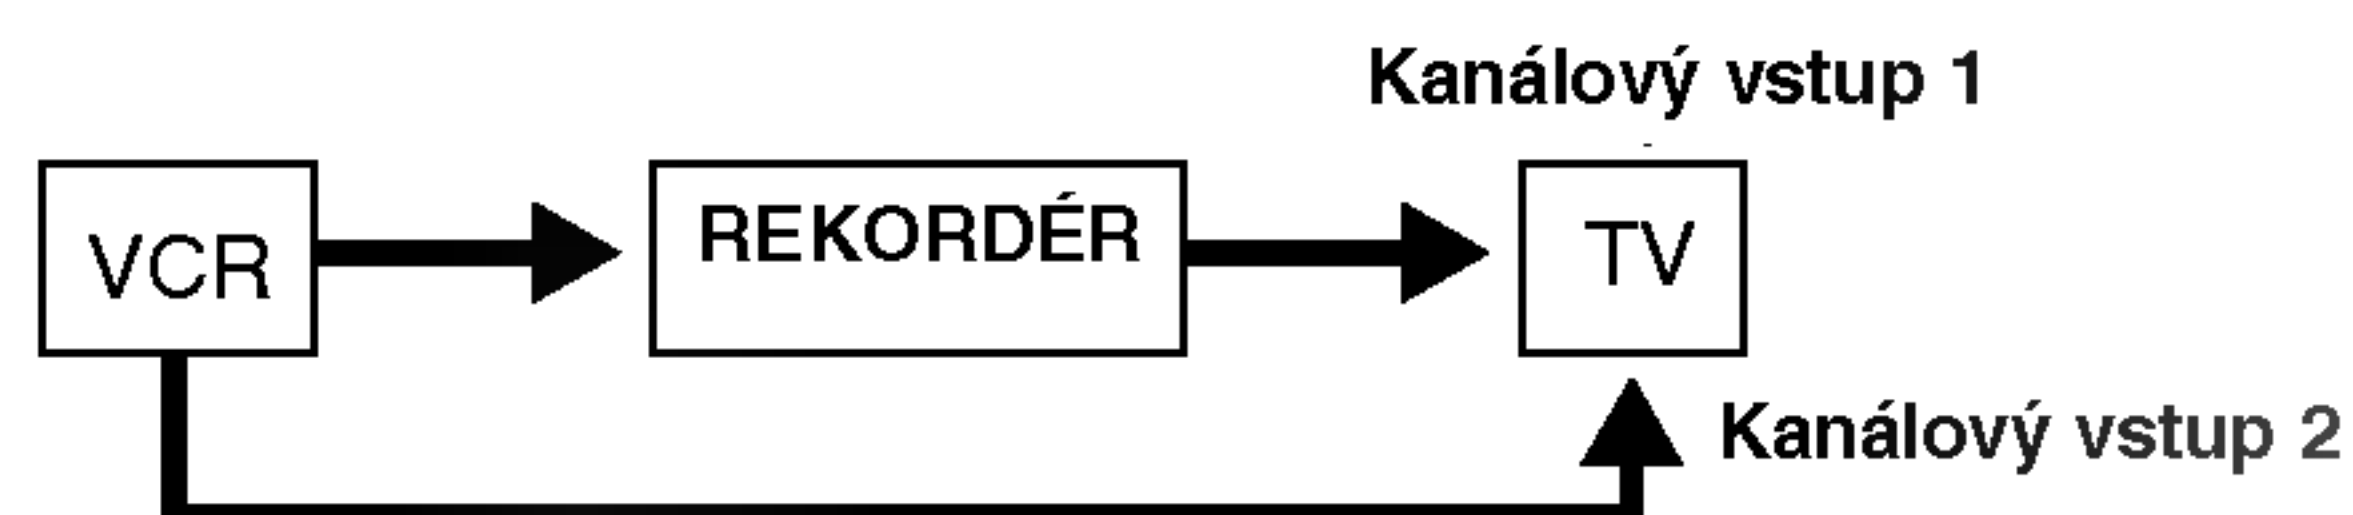 Kanálový vstup 1
VCR
REKORDÉR
TV
Kanálový vstup 2